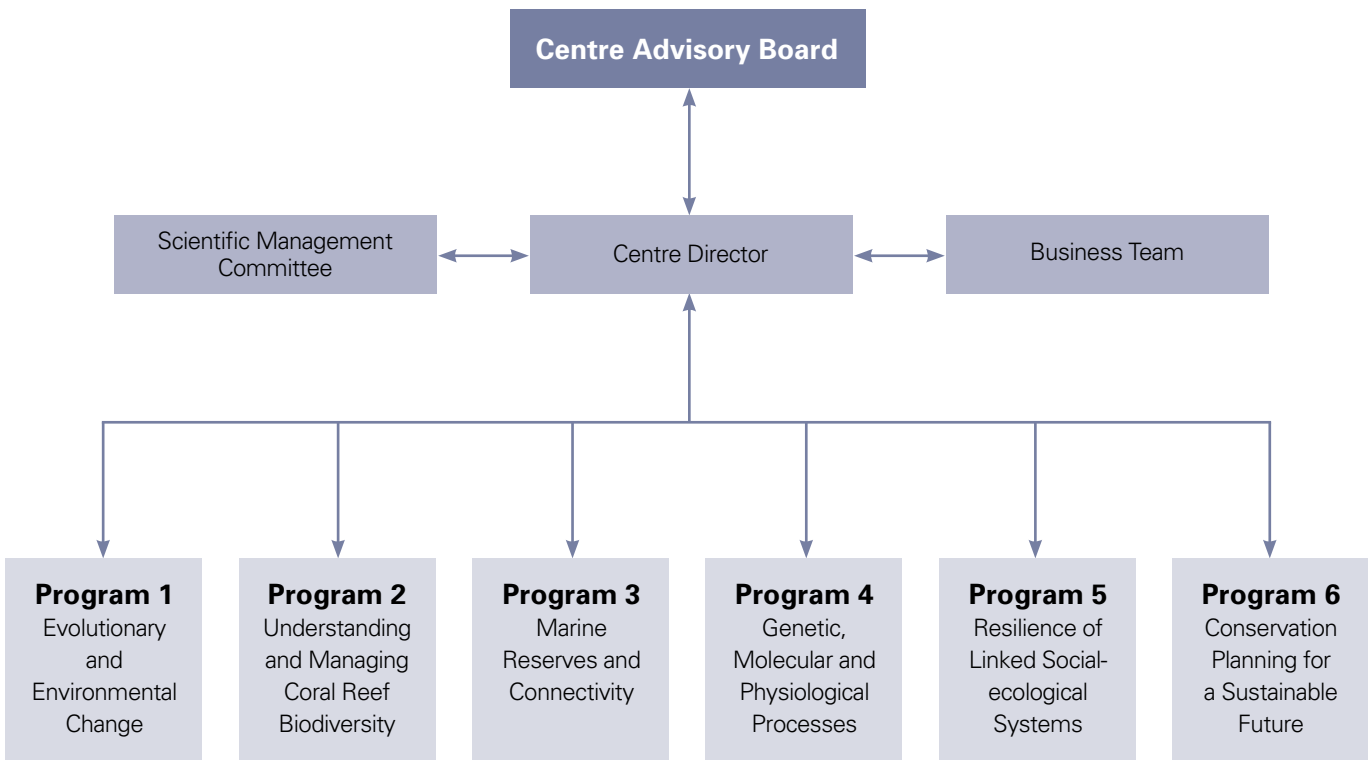 Centre Advisory Board
Scientific Management
Committee
Centre Director
Business Team
Program 1
Evolutionary
and
Environmental
Change
Program 2
Understanding
and Managing
Coral Reef
Biodiversity
Program 3
Marine
Reserves and
Connectivity
Program 4
Genetic,
Molecular and
Physiological
Processes
Program 5
Resilience of
Linked Social-
ecological
Systems
Program 6
Conservation
Planning for
a Sustainable
Future